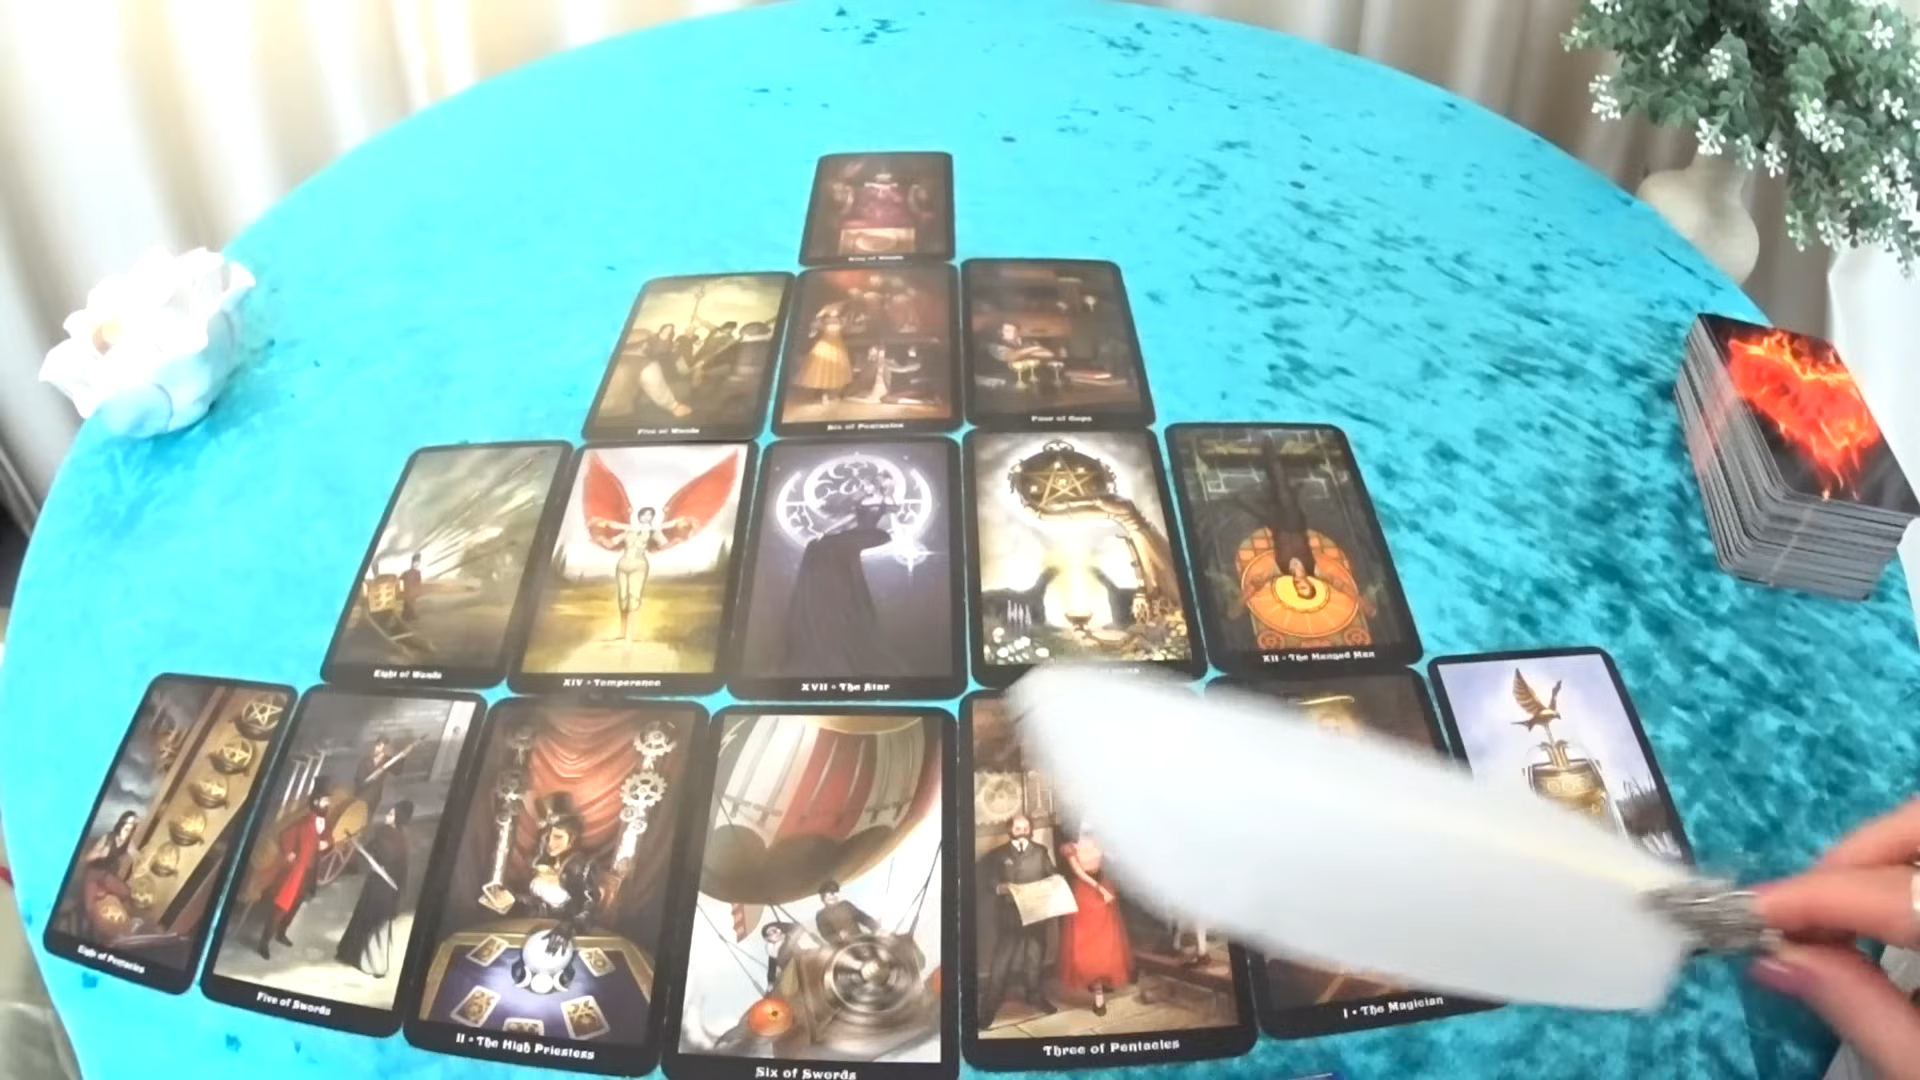 King of Wands
Five of Wands
Six of Pentacles
Four of Cups
Eight of Wands
XIV • Temperance
XVII • The Star
XII • The Hanged Man
Eight of Pentacles
Five of Swords
II • The High Priestess
Six of Swords
Three of Pentacles
I • The Magician